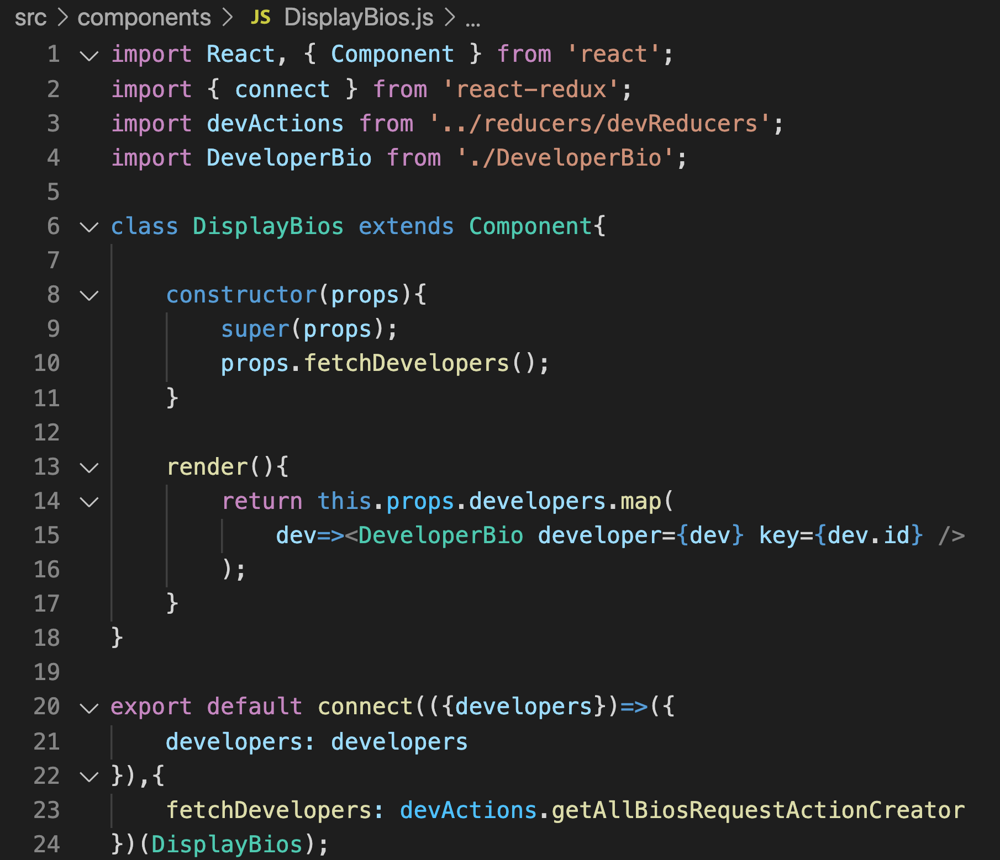 src > components > JS DisplayBios.js > ...
1 import React, { Component } from 'react';
2 import { connect } from 'react-redux';
3 import devActions from '../reducers/devReducers';
4 import DeveloperBio from './DeveloperBio';
5
6 class DisplayBios extends Component{
7
8     constructor(props){
9         super(props);
10         props.fetchDevelopers();
11     }
12
13     render(){
14         return this.props.developers.map(
15             dev=><DeveloperBio developer={dev} key={dev.id} />
16         );
17     }
18 }
19
20 export default connect(({developers})=>({
21     developers: developers
22 }),{
23     fetchDevelopers: devActions.getAllBiosRequestActionCreator
24 })(DisplayBios);